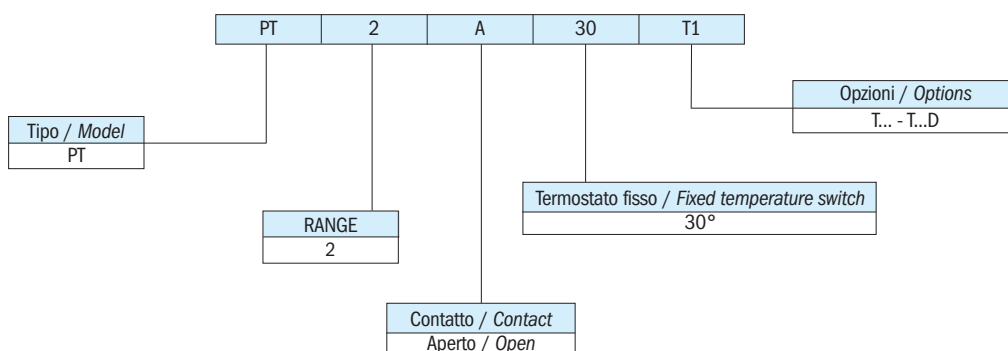 PT 2 A 30 T1
Opzioni / Options
T... - T...D
Tipo / Model
PT
Termostato fisso / Fixed temperature switch
30°
RANGE
2
Contatto / Contact
Aperto / Open